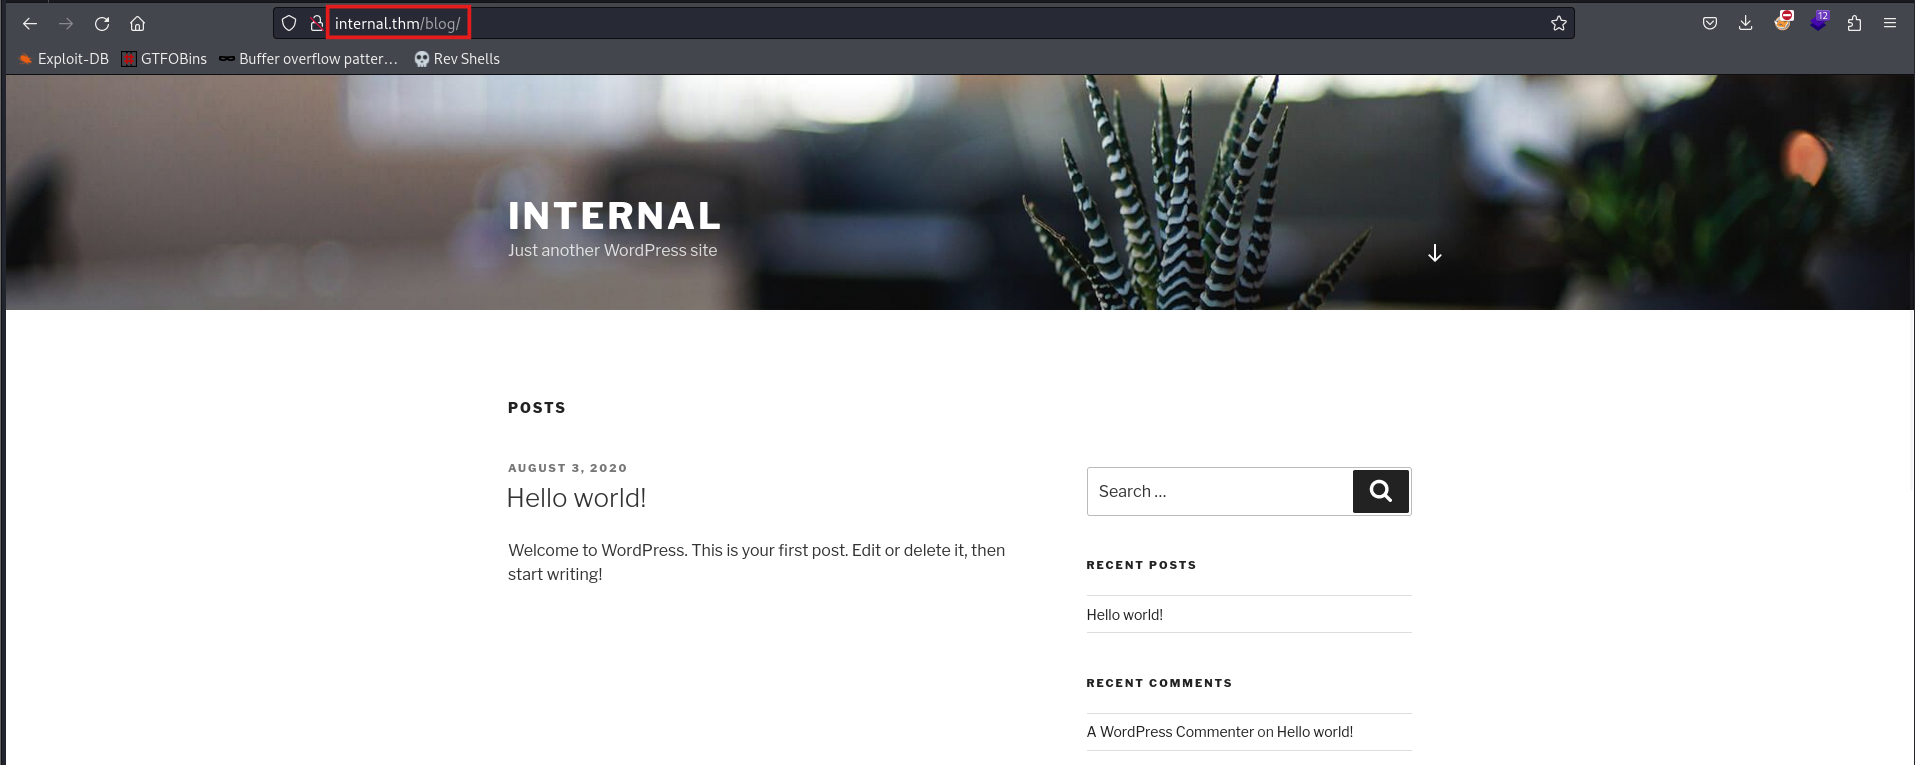 internal.thm/blog/
12
Exploit-DB GTFOBins Buffer overflow patter… Rev Shells
INTERNAL
Just another WordPress site
POSTS
AUGUST 3, 2020
Hello world!
Welcome to WordPress. This is your first post. Edit or delete it, then
start writing!
Search …
RECENT POSTS
Hello world!
RECENT COMMENTS
A WordPress Commenter on Hello world!